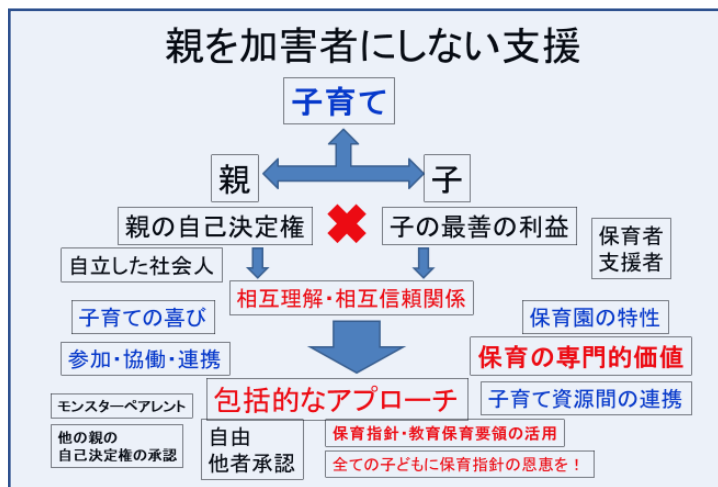 親を加害者にしない支援
子育て
親
子
親の自己決定権
子の最善の利益
保育者
支援者
自立した社会人
相互理解・相互信頼関係
子育ての喜び
保育園の特性
参加・協働・連携
保育の専門的価値
包括的なアプローチ
子育て資源間の連携
モンスターペアレント
他の親の
自己決定権の承認
自由
他者承認
保育指針・教育保育要領の活用
全ての子どもに保育指針の恩恵を!